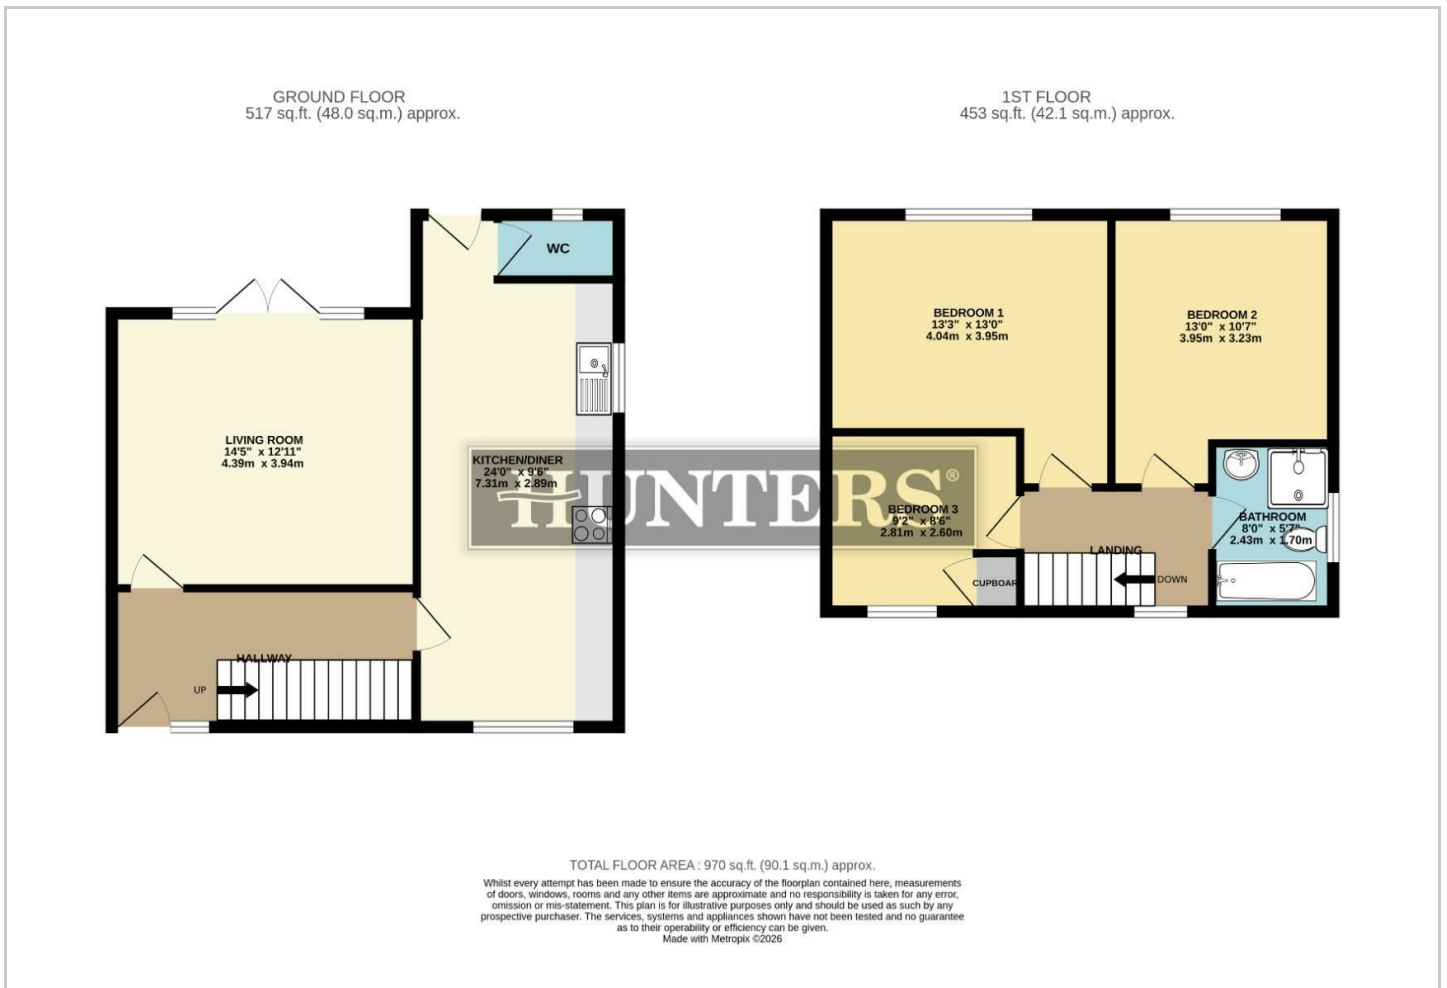 GROUND FLOOR
517 sq.ft. (48.0 sq.m.) approx.
1ST FLOOR
453 sq.ft. (42.1 sq.m.) approx.
WC
LIVING ROOM
14'5" x 12'11"
4.39m x 3.94m
KITCHEN/DINER
24'0" x 9'6"
7.31m x 2.89m
HALLWAY
UP
BEDROOM 1
13'3" x 13'0"
4.04m x 3.95m
BEDROOM 2
13'0" x 10'7"
3.95m x 3.23m
BEDROOM 3
9'2" x 8'6"
2.81m x 2.60m
BATHROOM
8'0" x 5'7"
2.43m x 1.70m
LANDING
DOWN
CUPBOAR
HUNTERS®
TOTAL FLOOR AREA : 970 sq.ft. (90.1 sq.m.) approx.
Whilst every attempt has been made to ensure the accuracy of the floorplan contained here, measurements
of doors, windows, rooms and any other items are approximate and no responsibility is taken for any error,
omission or mis-statement. This plan is for illustrative purposes only and should be used as such by any
prospective purchaser. The services, systems and appliances shown have not been tested and no guarantee
as to their operability or efficiency can be given.
Made with Metropix ©2026